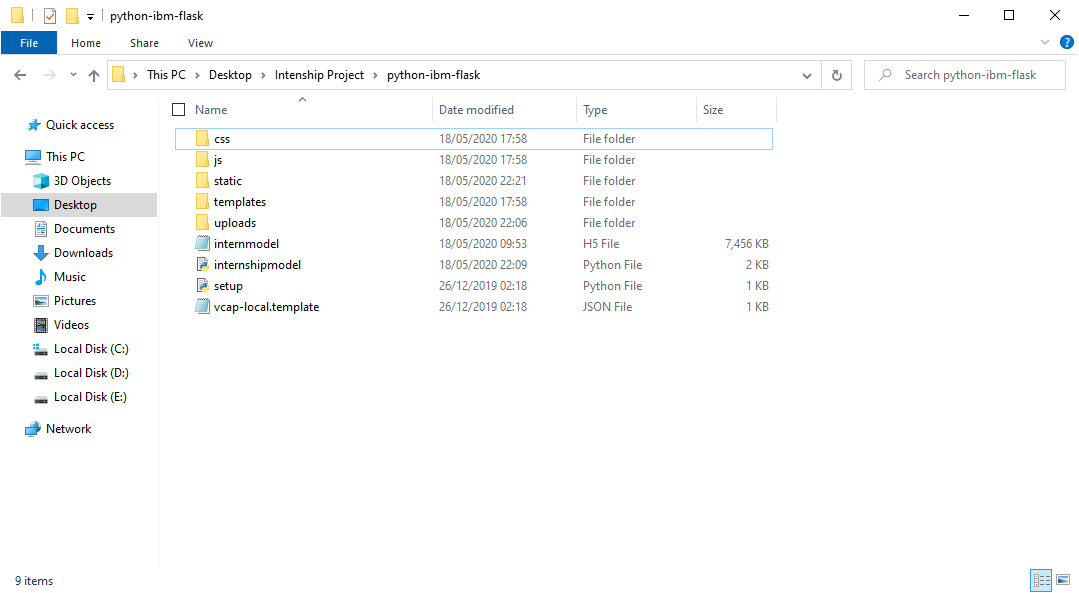 python-ibm-flask
File Home Share View
This PC Desktop Intenship Project python-ibm-flask Search python-ibm-flask
Name Date modified Type Size
Quick access
This PC
3D Objects
Desktop
Documents
Downloads
Music
Pictures
Videos
Local Disk (C:)
Local Disk (D:)
Local Disk (E:)
Network
css 18/05/2020 17:58 File folder
js 18/05/2020 17:58 File folder
static 18/05/2020 22:21 File folder
templates 18/05/2020 17:58 File folder
uploads 18/05/2020 22:06 File folder
internmodel 18/05/2020 09:53 H5 File 7,456 KB
internshipmodel 18/05/2020 22:09 Python File 2 KB
setup 26/12/2019 02:18 Python File 1 KB
vcap-local.template 26/12/2019 02:18 JSON File 1 KB
9 items